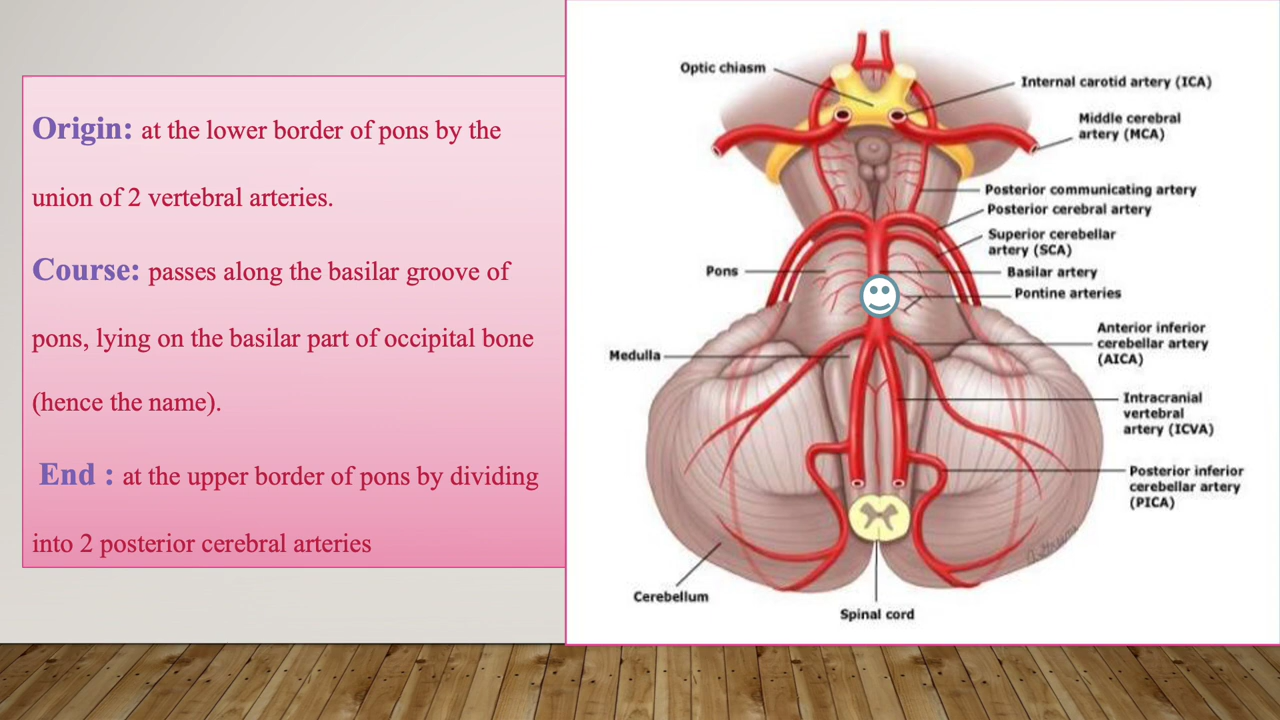 Origin: at the lower border of pons by the
union of 2 vertebral arteries.
Course: passes along the basilar groove of
pons, lying on the basilar part of occipital bone
(hence the name).
End : at the upper border of pons by dividing
into 2 posterior cerebral arteries
Optic chiasm
Internal carotid artery (ICA)
Middle cerebral
artery (MCA)
Posterior communicating artery
Posterior cerebral artery
Superior cerebellar
artery (SCA)
Pons
Basilar artery
Pontine arteries
Anterior inferior
cerebellar artery
(AICA)
Medulla
Intracranial
vertebral
artery (ICVA)
Posterior inferior
cerebellar artery
(PICA)
Cerebellum
Spinal cord